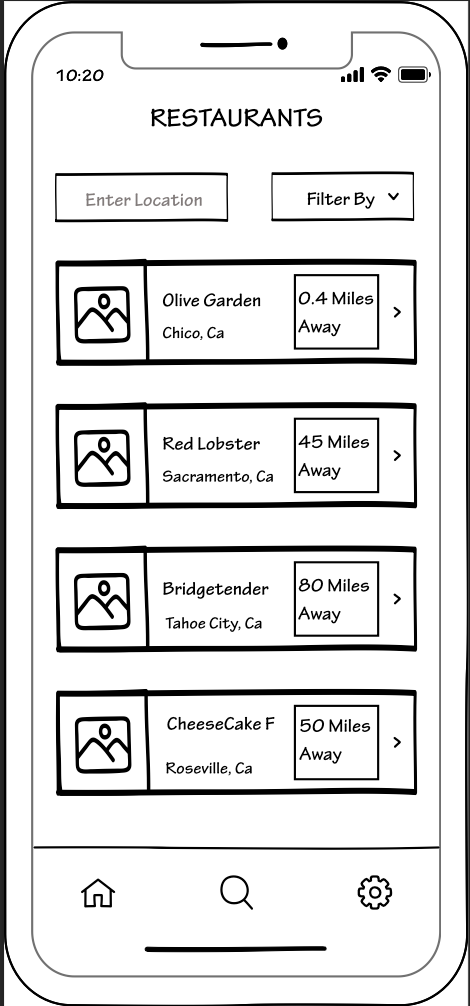 10:20
RESTAURANTS
Enter Location
Filter By
Olive Garden
Chico, Ca
0.4 Miles
Away
Red Lobster
Sacramento, Ca
45 Miles
Away
Bridgetender
Tahoe City, Ca
80 Miles
Away
CheeseCake F
Roseville, Ca
50 Miles
Away